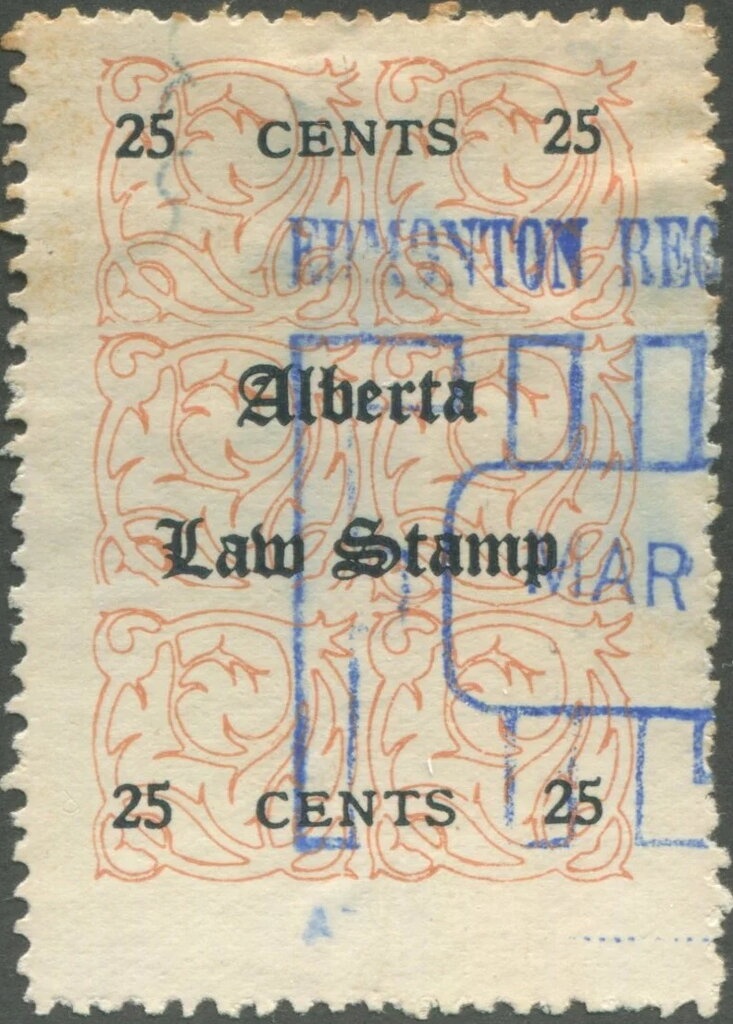 25 CENTS 25
EDMONTON REG
Alberta
Law Stamp
MAR
25 CENTS 25